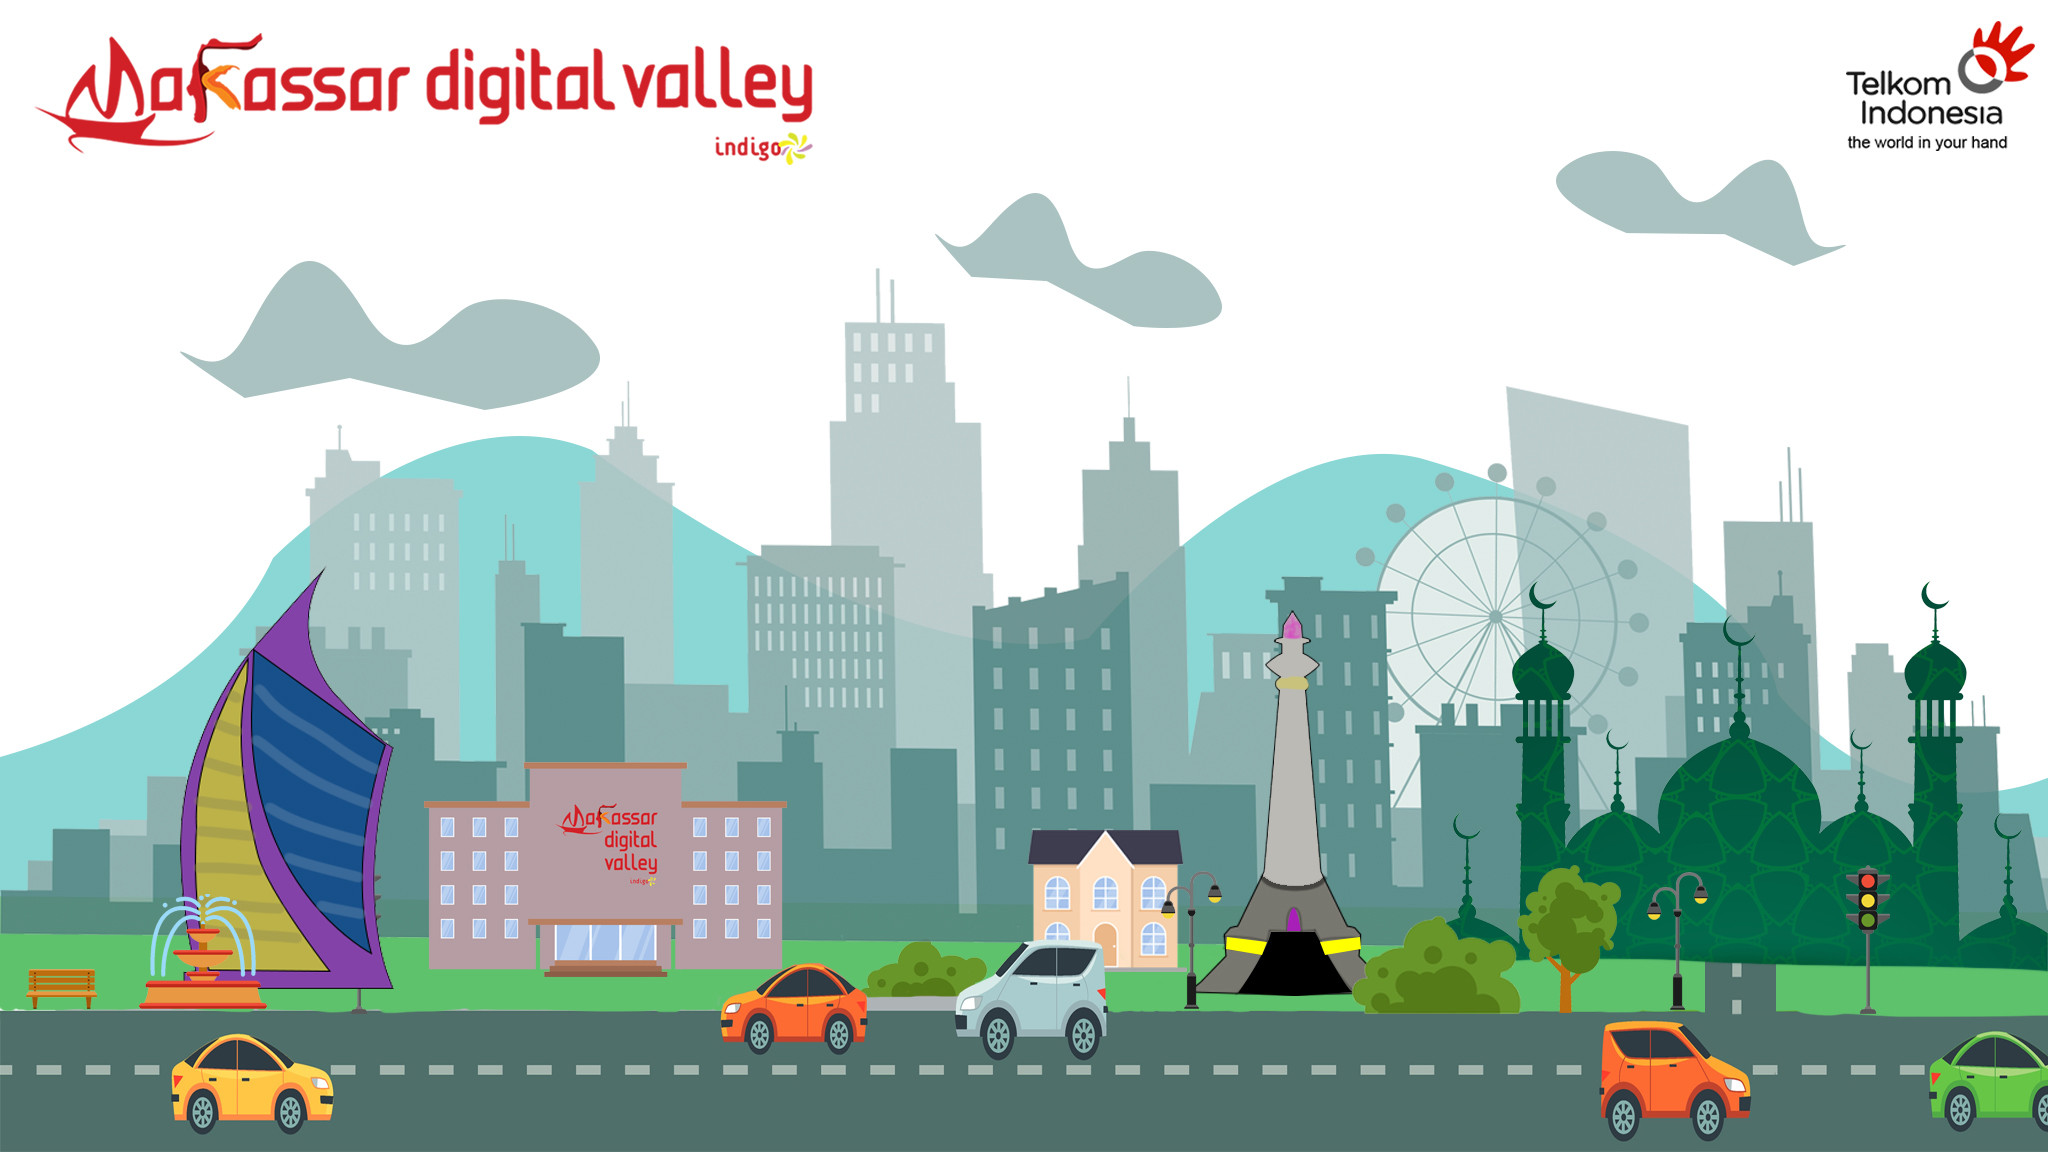 Makassar digital valley
indigo
Telkom
Indonesia
the world in your hand
Makassar
digital
valley
indigo